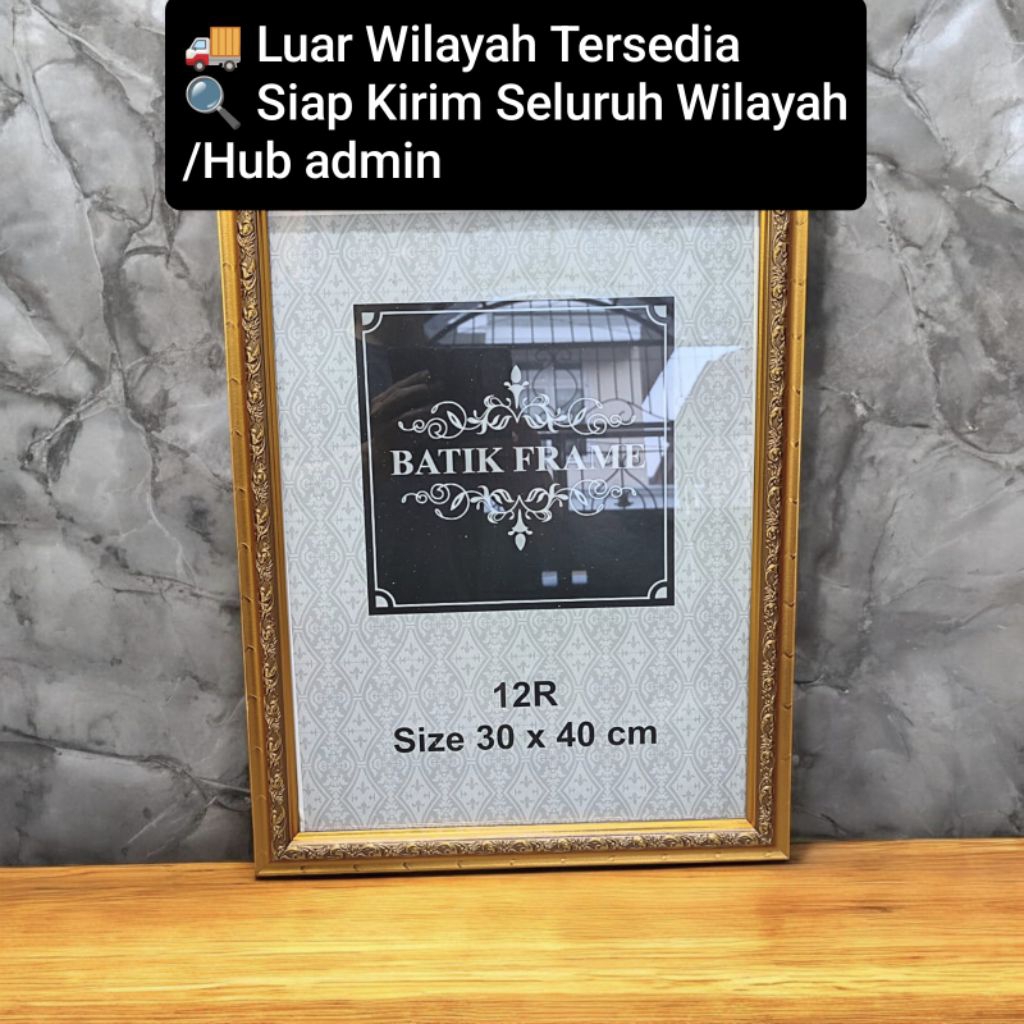 🚚 Luar Wilayah Tersedia
🔍 Siap Kirim Seluruh Wilayah
/Hub admin
BATIK FRAME
12R
Size 30 x 40 cm